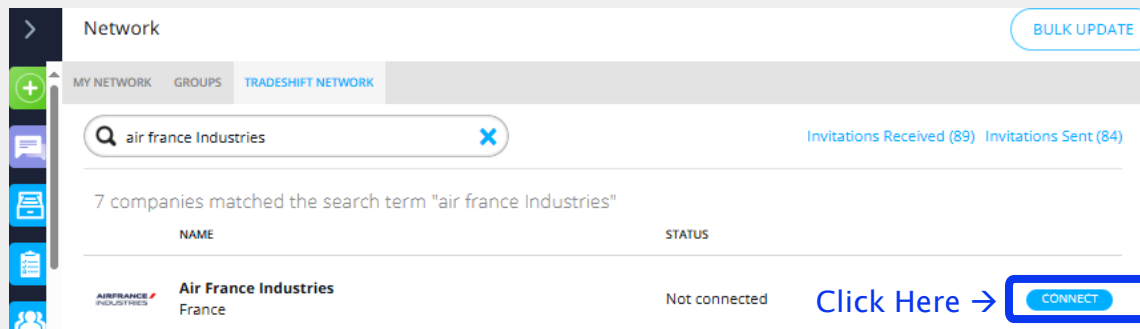 Network
BULK UPDATE
MY NETWORK GROUPS TRADESHIFT NETWORK
air france Industries
Invitations Received (89) Invitations Sent (84)
7 companies matched the search term "air france Industries"
NAME STATUS
AIRFRANCE INDUSTRIES
Air France Industries
France
Not connected
Click Here → CONNECT